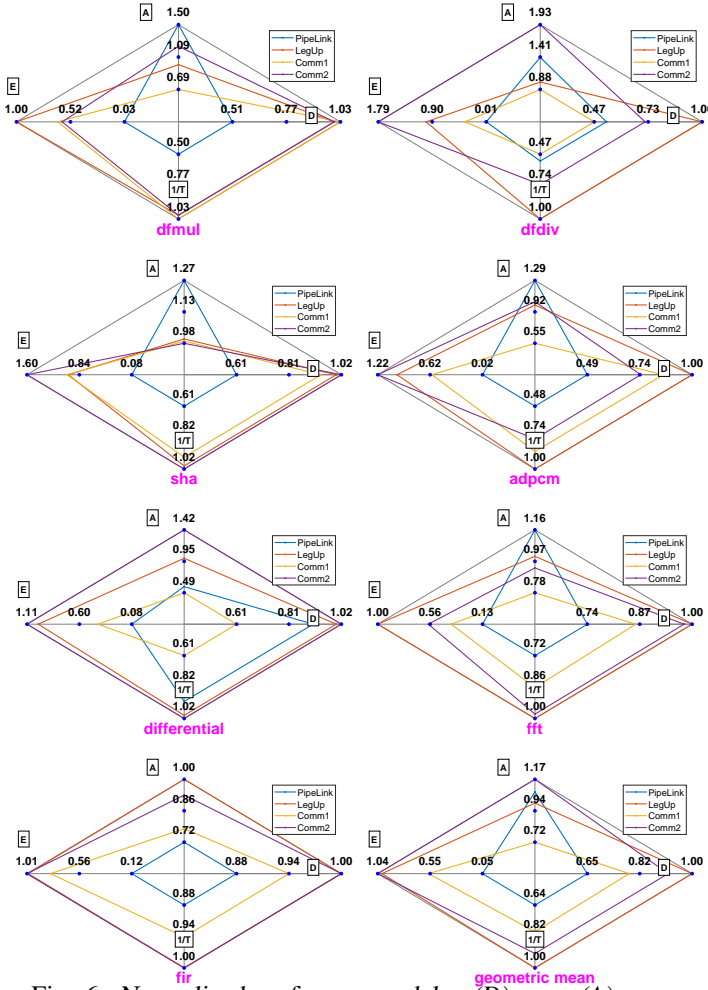 A
1.50
1.09
0.69
PipeLink
LegUp
Comm1
Comm2
E
1.00 0.52 0.03 0.51 0.77 1.03
D
0.50
0.77
1/T
1.03
dfmul
A
1.93
1.41
0.88
PipeLink
LegUp
Comm1
Comm2
E
1.79 0.90 0.01 0.47 0.73 1.00
D
0.47
0.74
1/T
1.00
dfdiv
A
1.27
1.13
0.98
PipeLink
LegUp
Comm1
Comm2
E
1.60 0.84 0.08 0.61 0.81 1.02
D
0.61
0.82
1/T
1.02
sha
A
1.29
0.92
0.55
PipeLink
LegUp
Comm1
Comm2
E
1.22 0.62 0.02 0.49 0.74 1.00
D
0.48
0.74
1/T
1.00
adpcm
A
1.42
0.95
0.49
PipeLink
LegUp
Comm1
Comm2
E
1.11 0.60 0.08 0.61 0.81 1.02
D
0.61
0.82
1/T
1.02
differential
A
1.16
0.97
0.78
PipeLink
LegUp
Comm1
Comm2
E
1.00 0.56 0.13 0.74 0.87 1.00
D
0.72
0.86
1/T
1.00
fft
A
1.00
0.86
0.72
PipeLink
LegUp
Comm1
Comm2
E
1.01 0.56 0.12 0.88 0.94 1.00
D
0.88
0.94
1/T
1.00
fir
A
1.17
0.94
0.72
PipeLink
LegUp
Comm1
Comm2
E
1.04 0.55 0.05 0.65 0.82 1.00
D
0.64
0.82
1/T
1.00
geometric mean